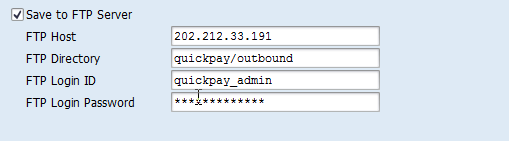 Save to FTP Server
FTP Host 202.212.33.191
FTP Directory quickpay/outbound
FTP Login ID quickpay_admin
FTP Login Password *************